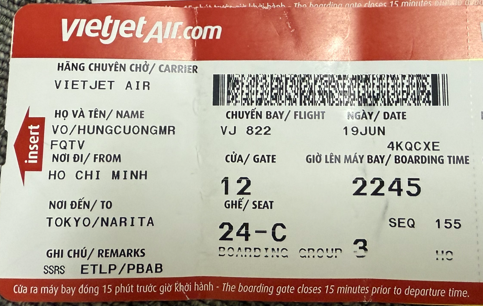 vietjetAir.com
HÃNG CHUYÊN CHỞ/ CARRIER
VIETJET AIR
HỌ VÀ TÊN/ NAME
VO/HUNGCUONGMR
FQTV
NƠI ĐI/ FROM
HO CHI MINH
NƠI ĐẾN/ TO
TOKYO/NARITA
GHI CHÚ/ REMARKS
SSRS ETLP/PBAB
insert
CHUYẾN BAY/ FLIGHT NGÀY/ DATE
VJ 822 19JUN
4KQCXE
CỬA/ GATE GIỜ LÊN MÁY BAY/ BOARDING TIME
12 2245
GHẾ/ SEAT
24-C SEQ 155
BOARDING GROUP 3
Cửa ra máy bay đóng 15 phút trước giờ khởi hành - The boarding gate closes 15 minutes prior to departure time.